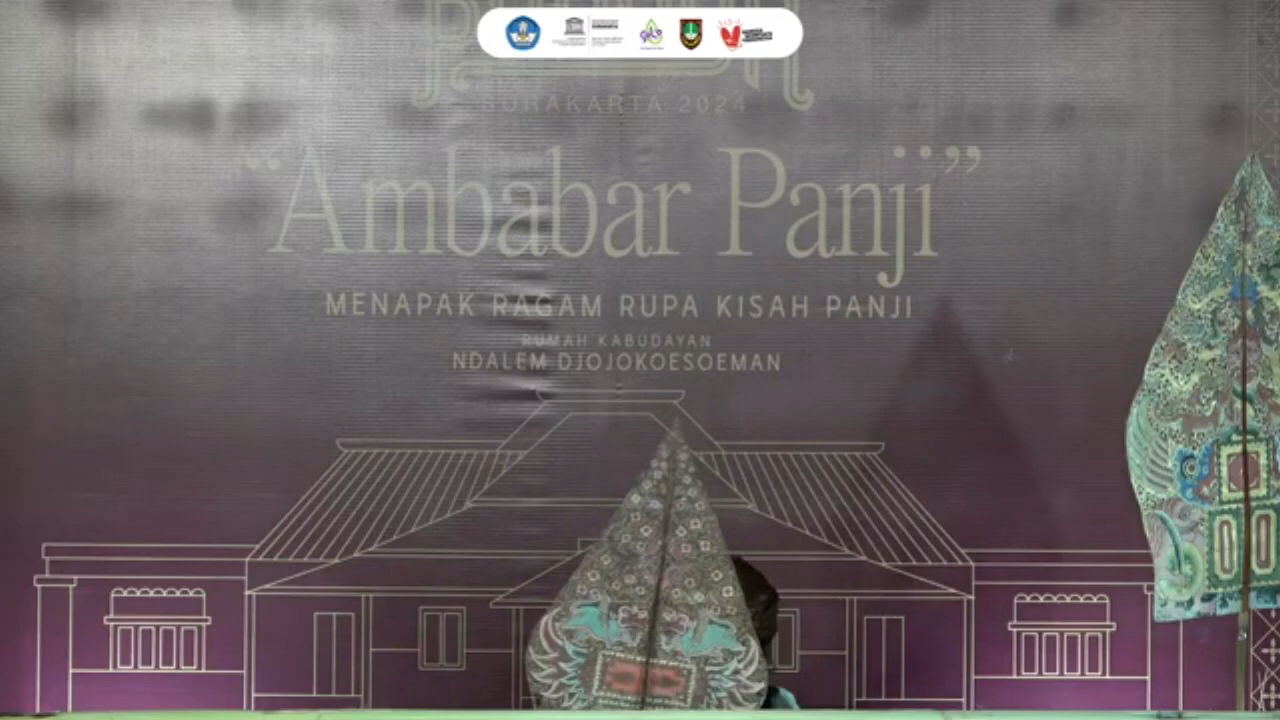 SURAKARTA 2024
“Ambabar Panji”
MENAPAK RAGAM RUPA KISAH PANJI
RUMAH KABUDAYAN
NDALEM DJOJOKOESOEMAN